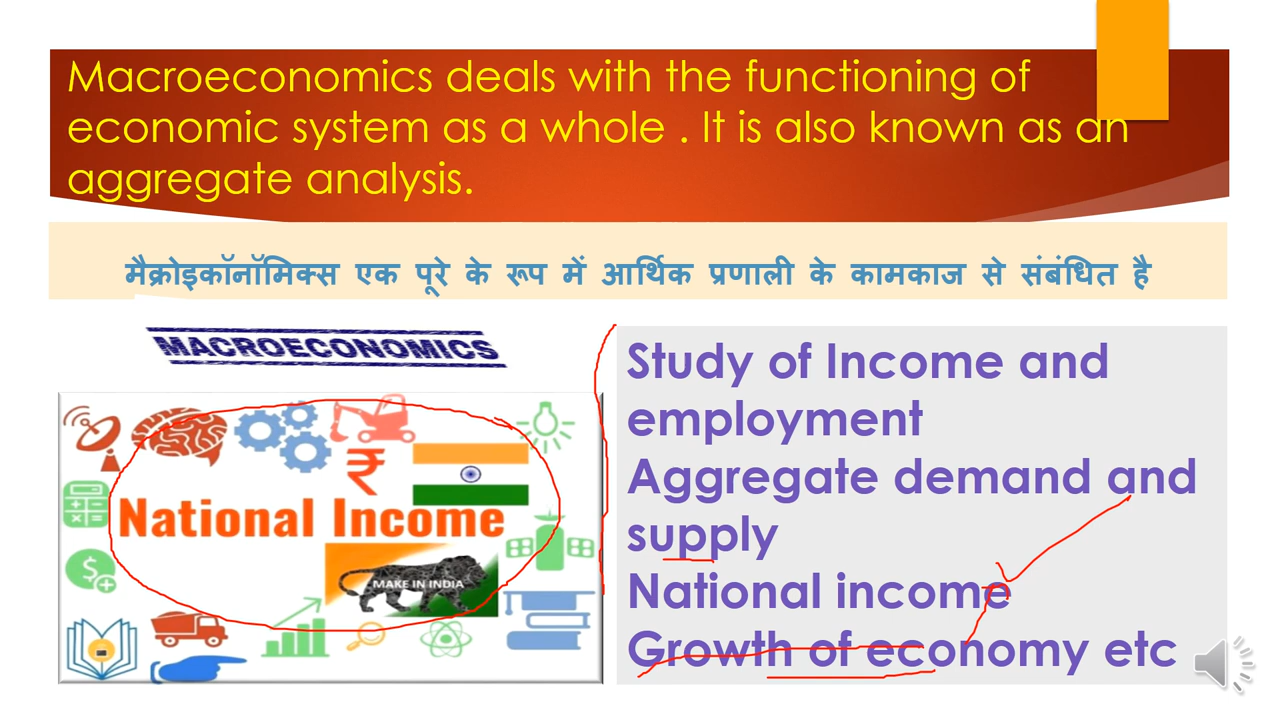 Macroeconomics deals with the functioning of
economic system as a whole . It is also known as an
aggregate analysis.
मैक्रोइकॉनॉमिक्स एक पूरे के रूप में आर्थिक प्रणाली के कामकाज से संबंधित है
MACROECONOMICS
₹
National Income
MAKE IN INDIA
$
Study of Income and
employment
Aggregate demand and
supply
National income
Growth of economy etc